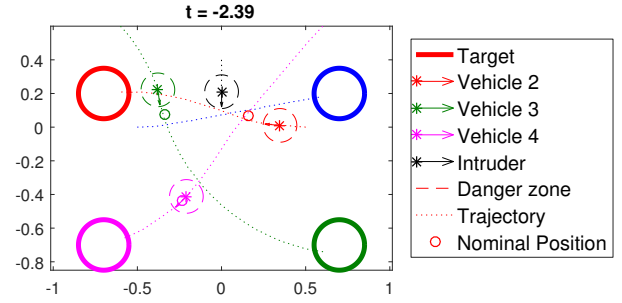 t = -2.39
0.4
0.2
0
-0.2
-0.4
-0.6
-0.8
-1
-0.5
0
0.5
1
Target
Vehicle 2
Vehicle 3
Vehicle 4
Intruder
Danger zone
Trajectory
Nominal Position